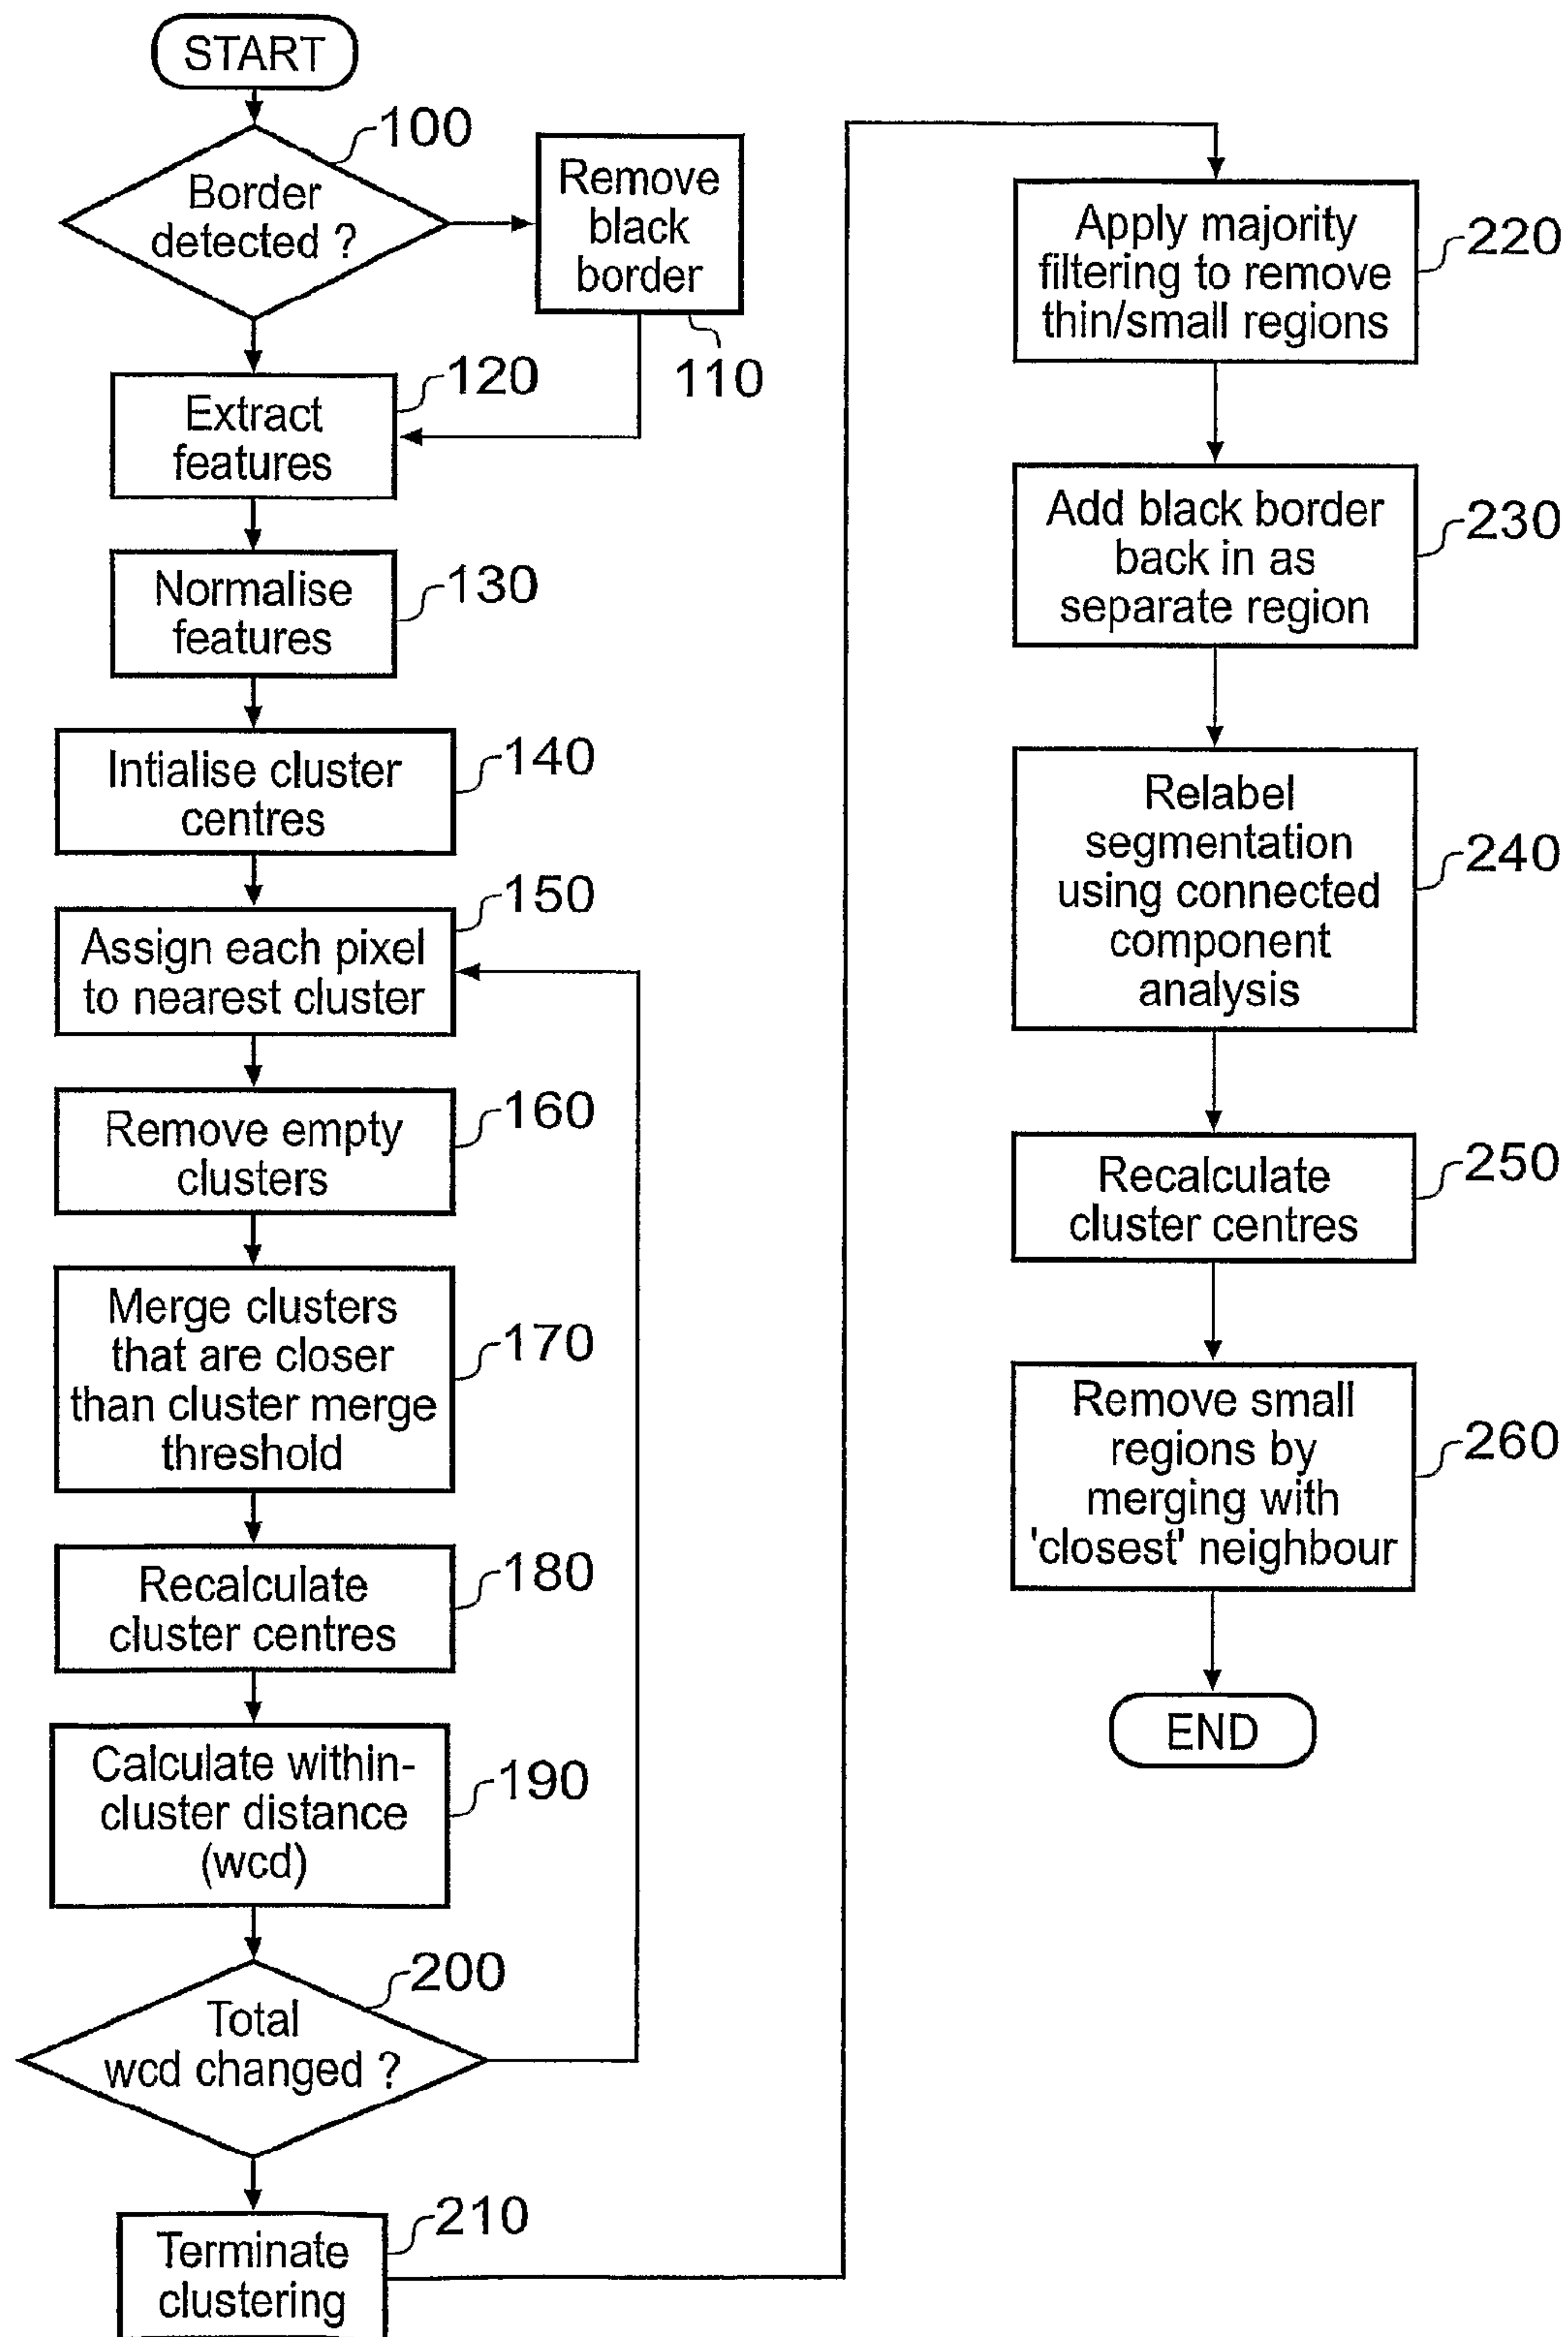 START
100
Border
detected ?
Remove
black
border
110
120
Extract
features
130
Normalise
features
140
Intialise cluster
centres
150
Assign each pixel
to nearest cluster
160
Remove empty
clusters
170
Merge clusters
that are closer
than cluster merge
threshold
180
Recalculate
cluster centres
190
Calculate within-
cluster distance
(wcd)
200
Total
wcd changed ?
210
Terminate
clustering
220
Apply majority
filtering to remove
thin/small regions
230
Add black border
back in as
separate region
240
Relabel
segmentation
using connected
component
analysis
250
Recalculate
cluster centres
260
Remove small
regions by
merging with
'closest' neighbour
END